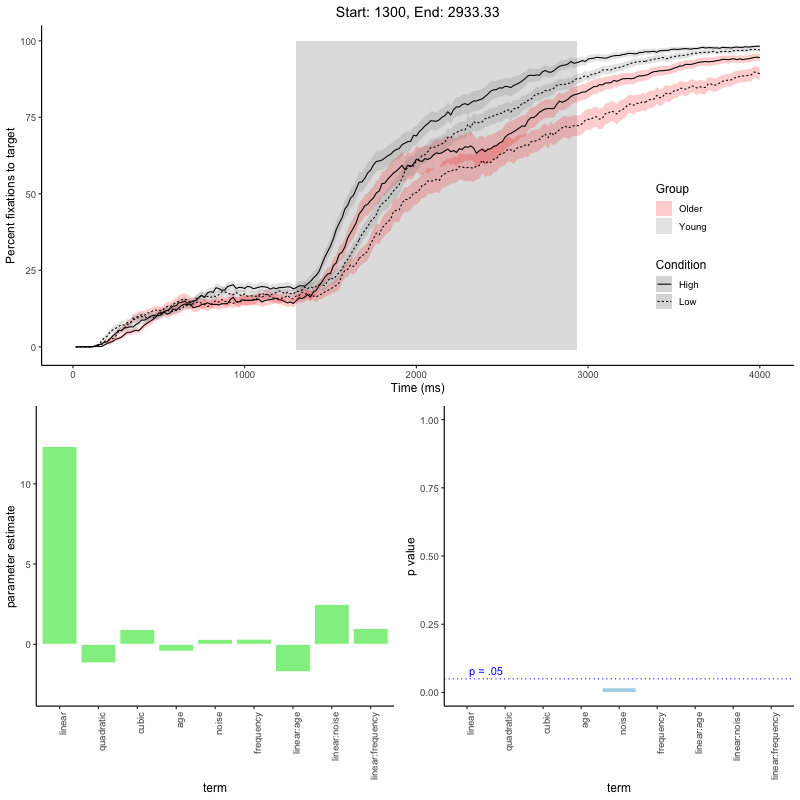 Start: 1300, End: 2933.33
100
75
50
25
0
Percent fixations to target
0
1000
2000
3000
4000
Time (ms)
Group
Older
Young
Condition
High
Low
10
5
0
parameter estimate
linear
quadratic
cubic
age
noise
frequency
linear:age
linear:noise
linear:frequency
term
1.00
0.75
0.50
0.25
0.00
p value
p = .05
linear
quadratic
cubic
age
noise
frequency
linear:age
linear:noise
linear:frequency
term